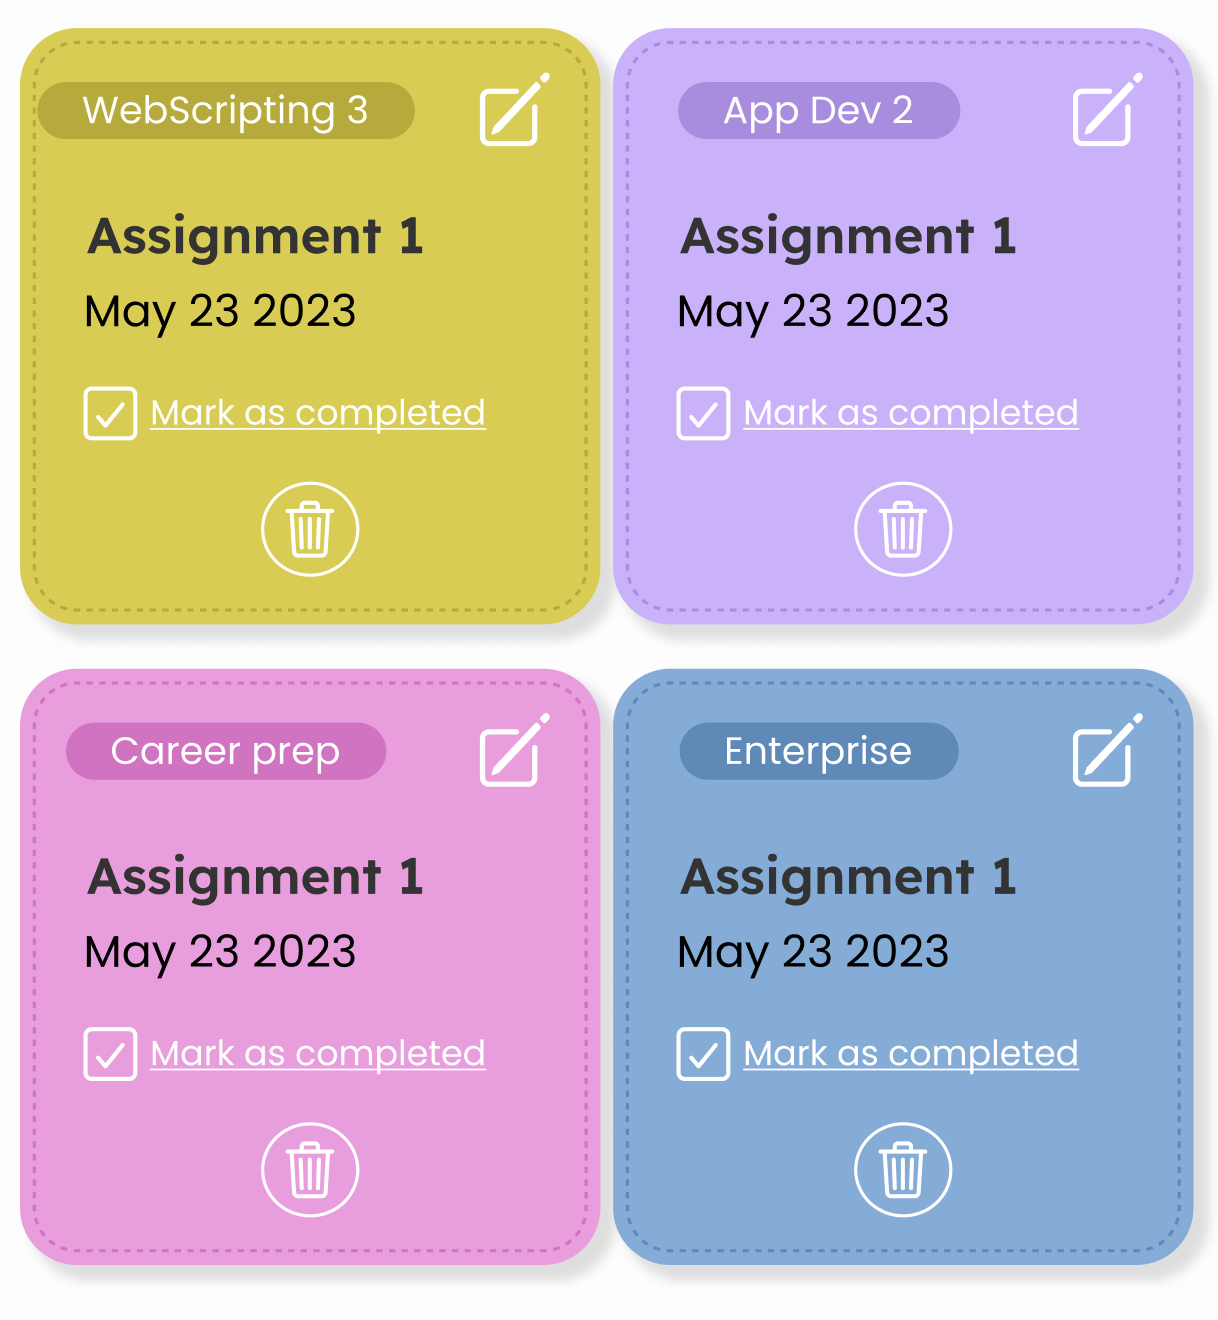 WebScripting 3
Assignment 1
May 23 2023
Mark as completed
App Dev 2
Assignment 1
May 23 2023
Mark as completed
Career prep
Assignment 1
May 23 2023
Mark as completed
Enterprise
Assignment 1
May 23 2023
Mark as completed